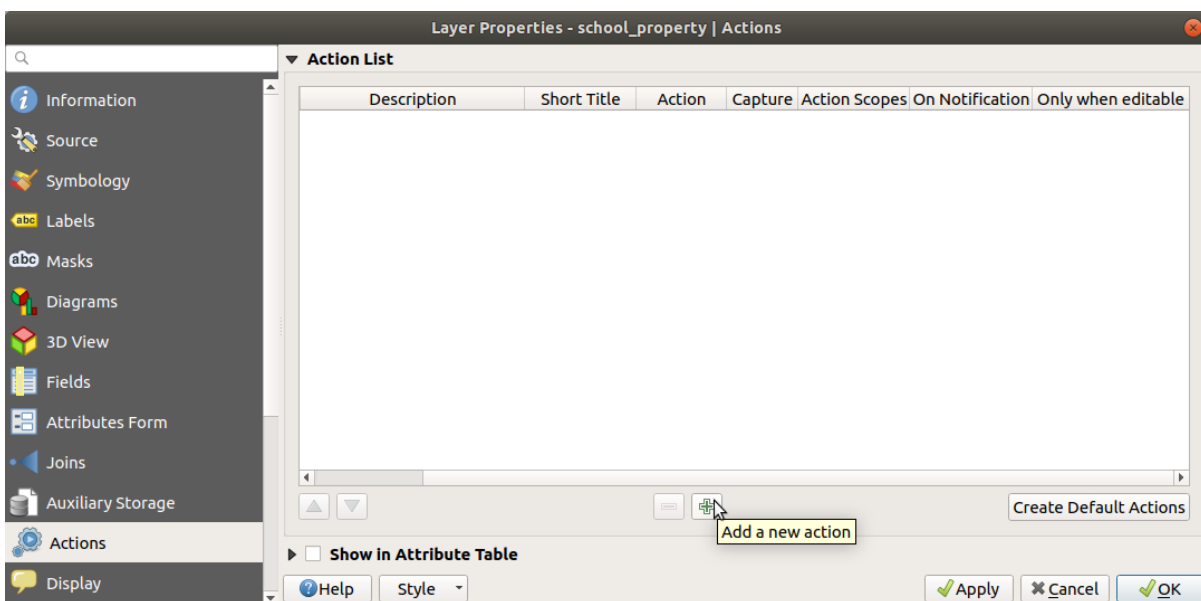 Layer Properties - school_property | Actions
Information
Source
Symbology
abc Labels
abc Masks
Diagrams
3D View
Fields
Attributes Form
Joins
Auxiliary Storage
Actions
Display
Action List
Description Short Title Action Capture Action Scopes On Notification Only when editable
Create Default Actions
Add a new action
Show in Attribute Table
Help Style Apply Cancel OK